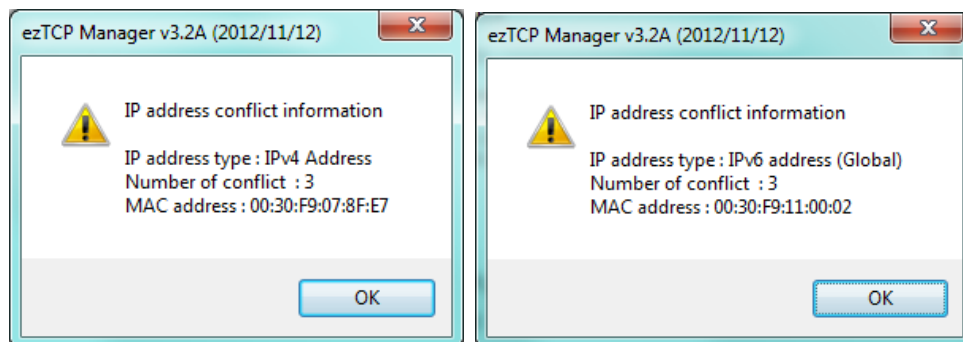 ezTCP Manager v3.2A (2012/11/12)
IP address conflict information
IP address type : IPv4 Address
Number of conflict : 3
MAC address : 00:30:F9:07:8F:E7
OK
ezTCP Manager v3.2A (2012/11/12)
IP address conflict information
IP address type : IPv6 address (Global)
Number of conflict : 3
MAC address : 00:30:F9:11:00:02
OK